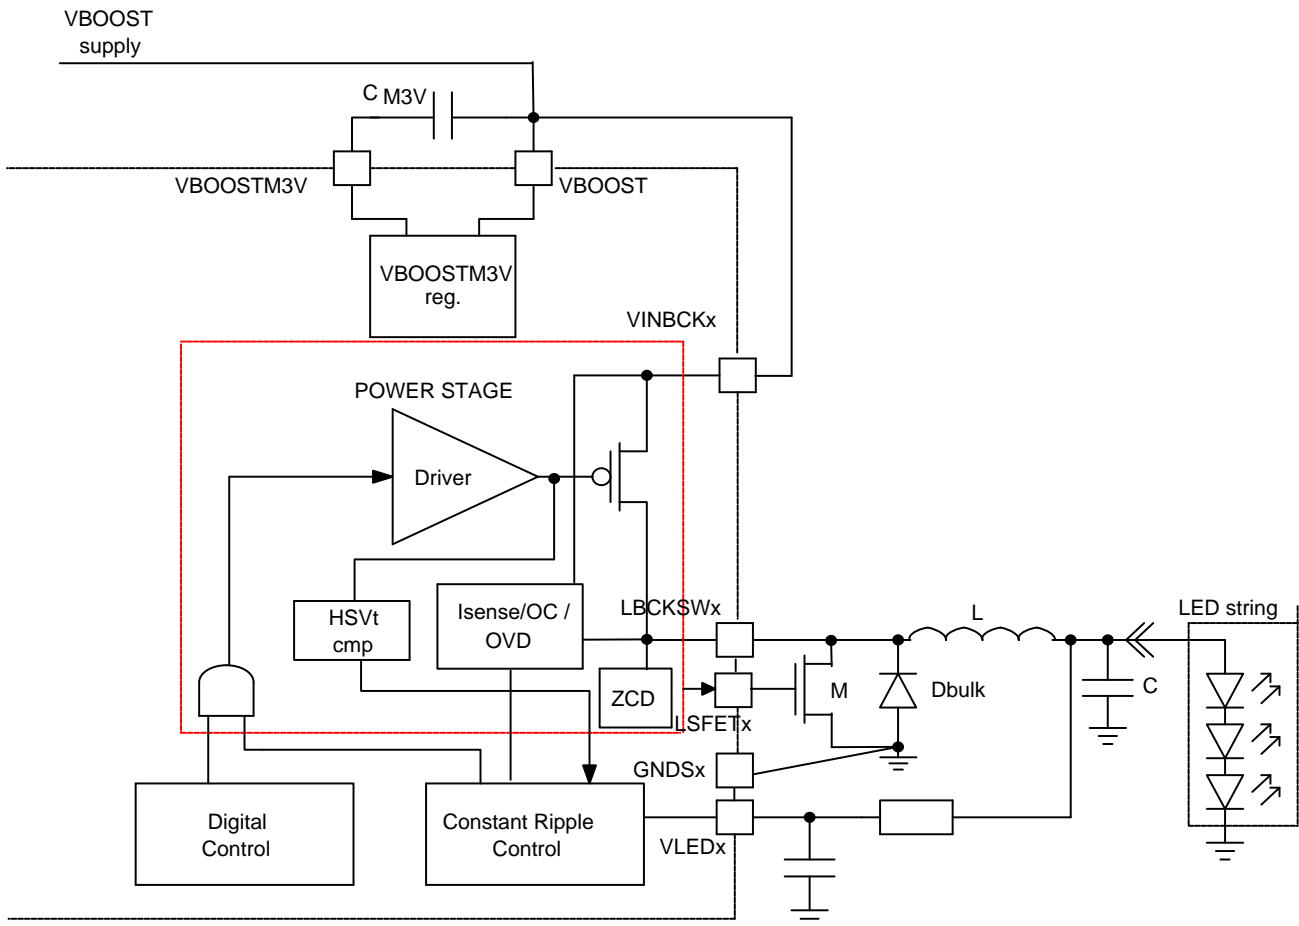 VBOOST
supply
C M3V
VBOOSTM3V
VBOOST
VBOOSTM3V
reg.
VINBCKx
POWER STAGE
Driver
HSVt
cmp
Isense/OC /
OVD
LBCKSWx
L
LED string
ZCD
M
Dbulk
C
LSFETx
GNDSx
Digital
Control
Constant Ripple
Control
VLEDx